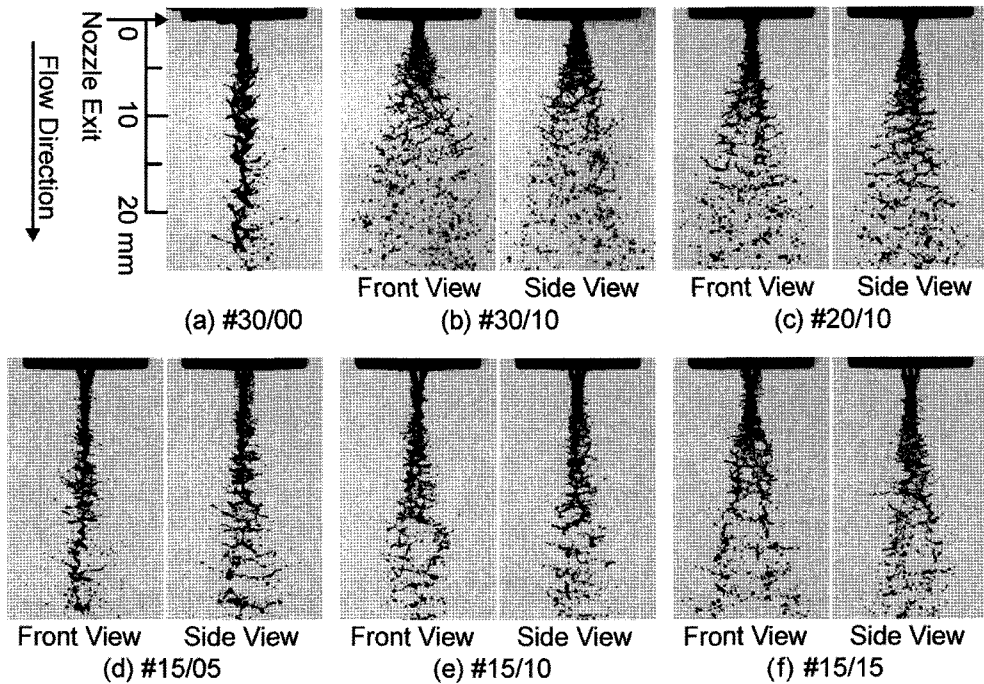 Flow Direction
Nozzle Exit
0
10
20 mm
Front View
Side View
Front View
Side View
(a) #30/00
(b) #30/10
(c) #20/10
Front View
Side View
Front View
Side View
Front View
Side View
(d) #15/05
(e) #15/10
(f) #15/15